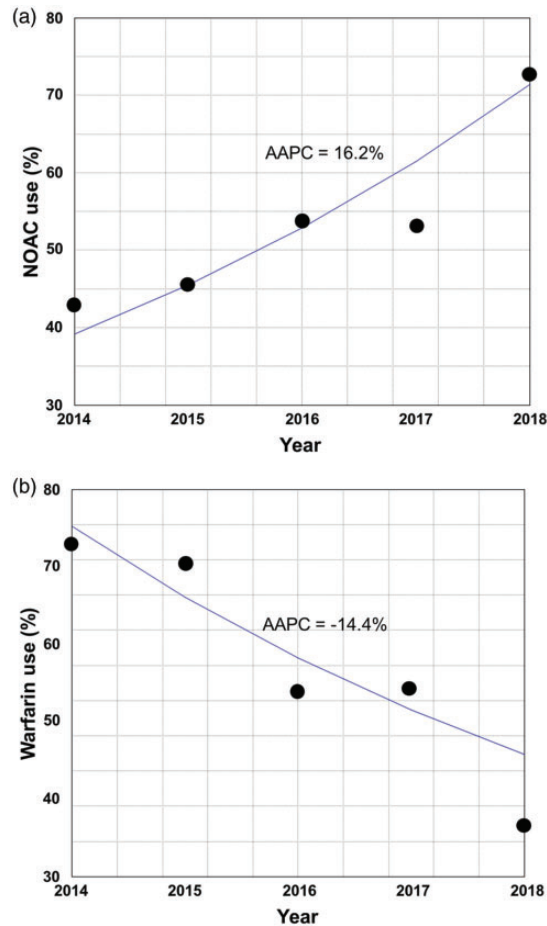 (a)
80
70
60
50
40
30
NOAC use (%)
AAPC = 16.2%
2014 2015 2016 2017 2018
Year
(b)
80
70
60
50
40
30
Warfarin use (%)
AAPC = -14.4%
2014 2015 2016 2017 2018
Year